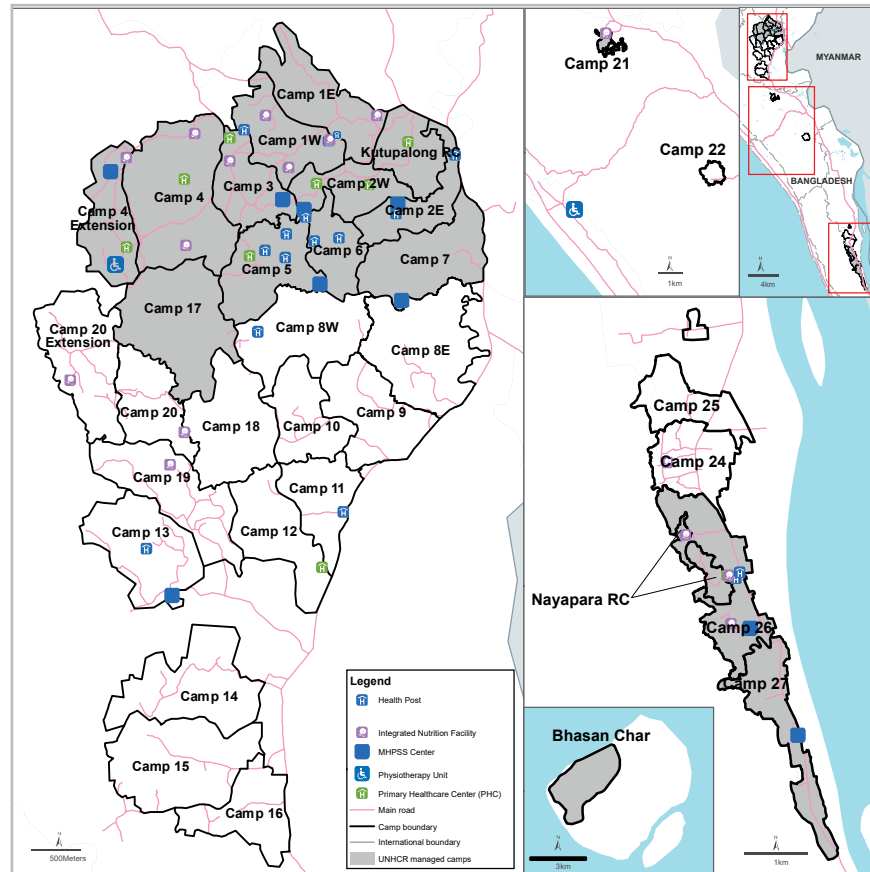 Camp 1E
Camp 1W
Kutupalong RC
Camp 4
Camp 3
Camp 2W
Camp 4
Extension
Camp 2E
Camp 6
Camp 5
Camp 7
Camp 17
Camp 20
Extension
Camp 8W
Camp 8E
Camp 20
Camp 18
Camp 10
Camp 9
Camp 19
Camp 11
Camp 13
Camp 12
Camp 14
Camp 15
Camp 16
N
500Meters
Legend
Health Post
Integrated Nutrition Facility
MHPSS Center
Physiotherapy Unit
Primary Healthcare Center (PHC)
Main road
Camp boundary
International boundary
UNHCR managed camps
Camp 21
Camp 22
N
1km
MYANMAR
BANGLADESH
N
4km
Camp 25
Camp 24
Nayapara RC
Camp 26
Camp 27
N
1km
Bhasan Char
N
3km